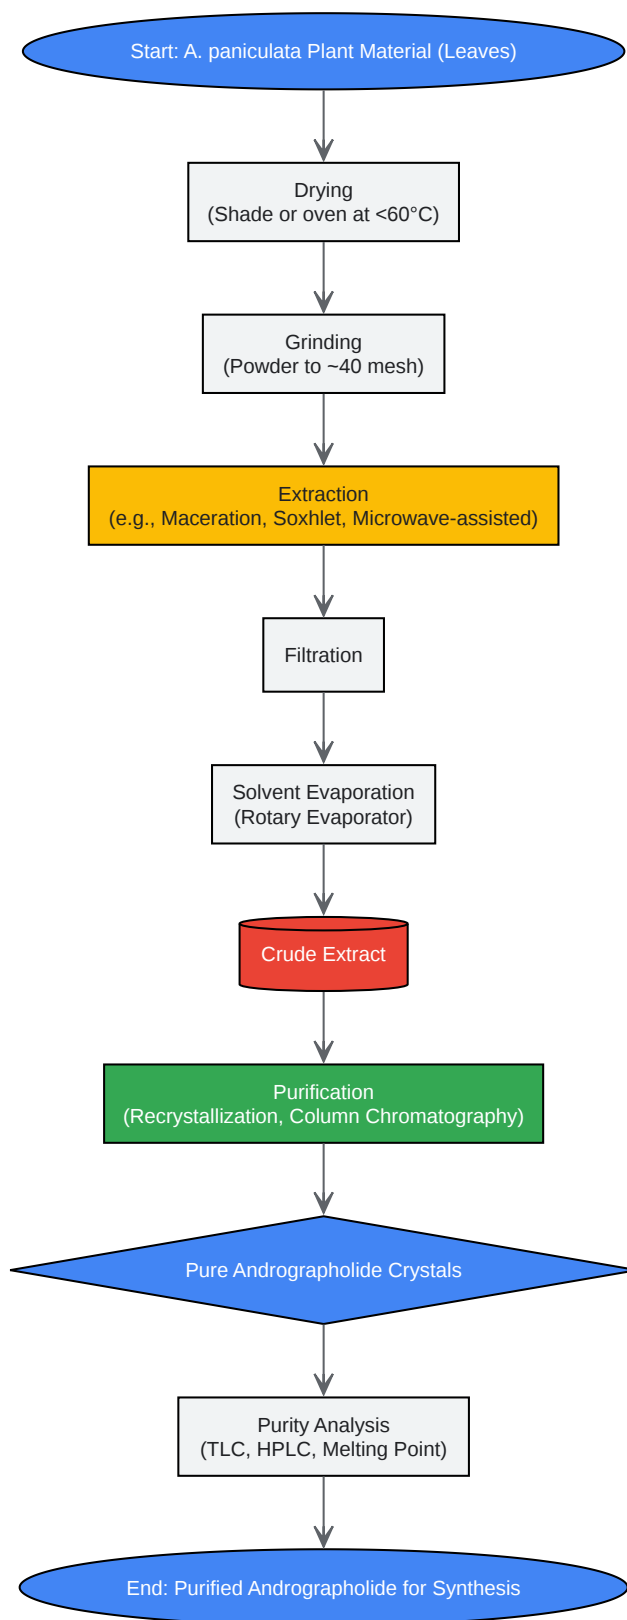 Start: A. paniculata Plant Material (Leaves)
Drying
(Shade or oven at <60°C)
Grinding
(Powder to ~40 mesh)
Extraction
(e.g., Maceration, Soxhlet, Microwave-assisted)
Filtration
Solvent Evaporation
(Rotary Evaporator)
Crude Extract
Purification
(Recrystallization, Column Chromatography)
Pure Andrographolide Crystals
Purity Analysis
(TLC, HPLC, Melting Point)
End: Purified Andrographolide for Synthesis